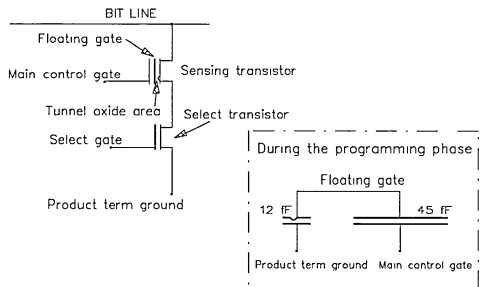 BIT LINE
Floating gate
Main control gate
Sensing transistor
Tunnel oxide area
Select transistor
Select gate
Product term ground
During the programming phase
Floating gate
12 fF
45 fF
Product term ground
Main control gate